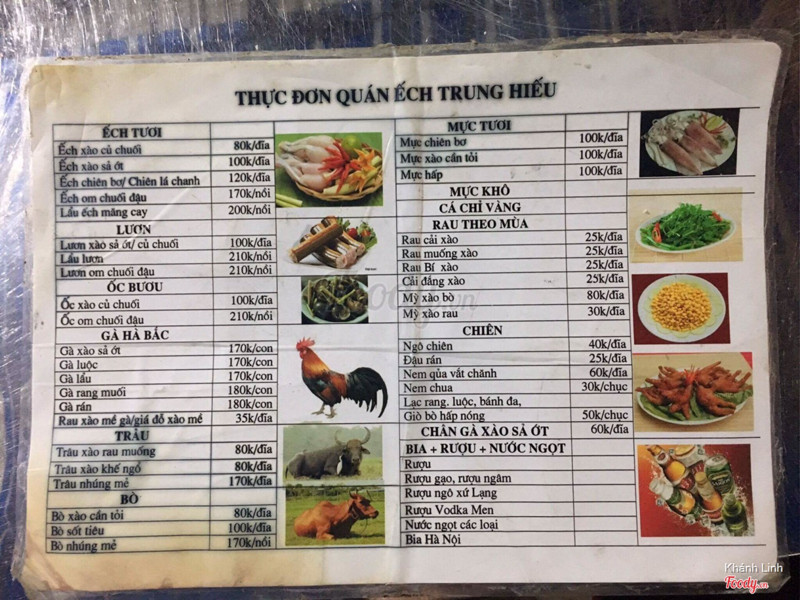 THỰC ĐƠN QUÁN ẾCH TRUNG HIẾU
ẾCH TƯƠI
Ếch xào củ chuối 80k/đĩa
Ếch xào sả ớt 100k/đĩa
Ếch chiên bơ/ Chiên lá chanh 120k/đĩa
Ếch om chuối đậu 170k/nồi
Lẩu ếch măng cay 200k/nồi
LƯƠN
Lươn xào sả ớt/ củ chuối 100k/đĩa
Lẩu lươn 210k/nồi
Lươn om chuối đậu 210k/nồi
ỐC BƯƠU
Ốc xào củ chuối 100k/đĩa
Ốc om chuối đậu 210k/nồi
GÀ HÀ BẮC
Gà xào sả ớt 170k/con
Gà luộc 170k/con
Gà lẩu 170k/con
Gà rang muối 180k/con
Gà rán 180k/con
Rau xào mề gà/giá đỗ xào mề 35k/đĩa
TRÂU
Trâu xào rau muống 80k/đĩa
Trâu xào khế ngổ 80k/đĩa
Trâu nhúng mẻ 170k/đĩa
BÒ
Bò xào cần tỏi 80k/đĩa
Bò sốt tiêu 100k/đĩa
Bò nhúng mẻ 170k/nồi
MỰC TƯƠI
Mực chiên bơ 100k/đĩa
Mực xào cần tỏi 100k/đĩa
Mực hấp 100k/đĩa
MỰC KHÔ
CÁ CHỈ VÀNG
RAU THEO MÙA
Rau cải xào 25k/đĩa
Rau muống xào 25k/đĩa
Rau Bí xào 25k/đĩa
Cải đắng xào 25k/đĩa
Mỳ xào bò 80k/đĩa
Mỳ xào rau 30k/đĩa
CHIÊN
Ngô chiên 40k/đĩa
Đậu rán 25k/đĩa
Nem qủa vắt chănh 60k/đĩa
Nem chua 30k/chục
Lạc rang, luộc, bánh đa,
Giò bò hấp nóng 50k/chục
CHÂN GÀ XÀO SẢ ỚT 60k/đĩa
BIA + RƯỢU + NƯỚC NGỌT
Rượu
Rượu gạo, rượu ngâm
Rượu ngô xứ Lạng
Rượu Vodka Men
Nước ngọt các loại
Bia Hà Nội
Khánh Linh
Foody.vn